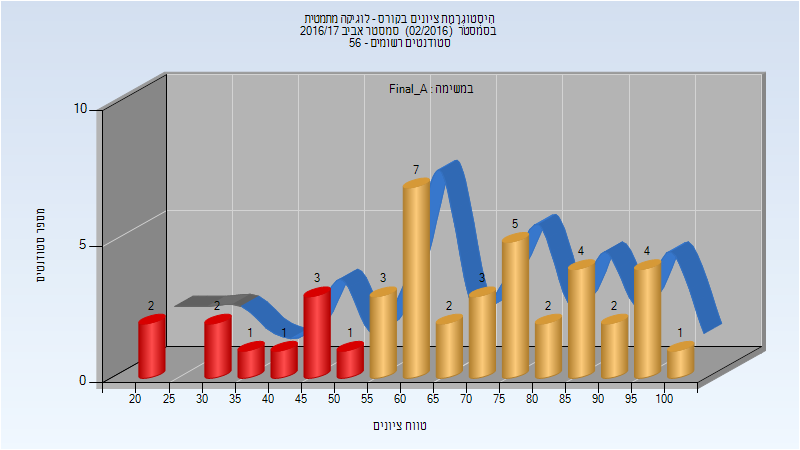 היסטוגרמת ציונים בקורס - לוגיקה מתמטית
בסמסטר (02/2016) סמסטר אביב 2016/17
סטודנטים רשומים - 56
במשימה : Final_A
10
5
0
מספר סטודנטים
2
2
1
1
3
1
3
7
2
3
5
2
4
2
4
1
20 25 30 35 40 45 50 55 60 65 70 75 80 85 90 95 100
טווח ציונים